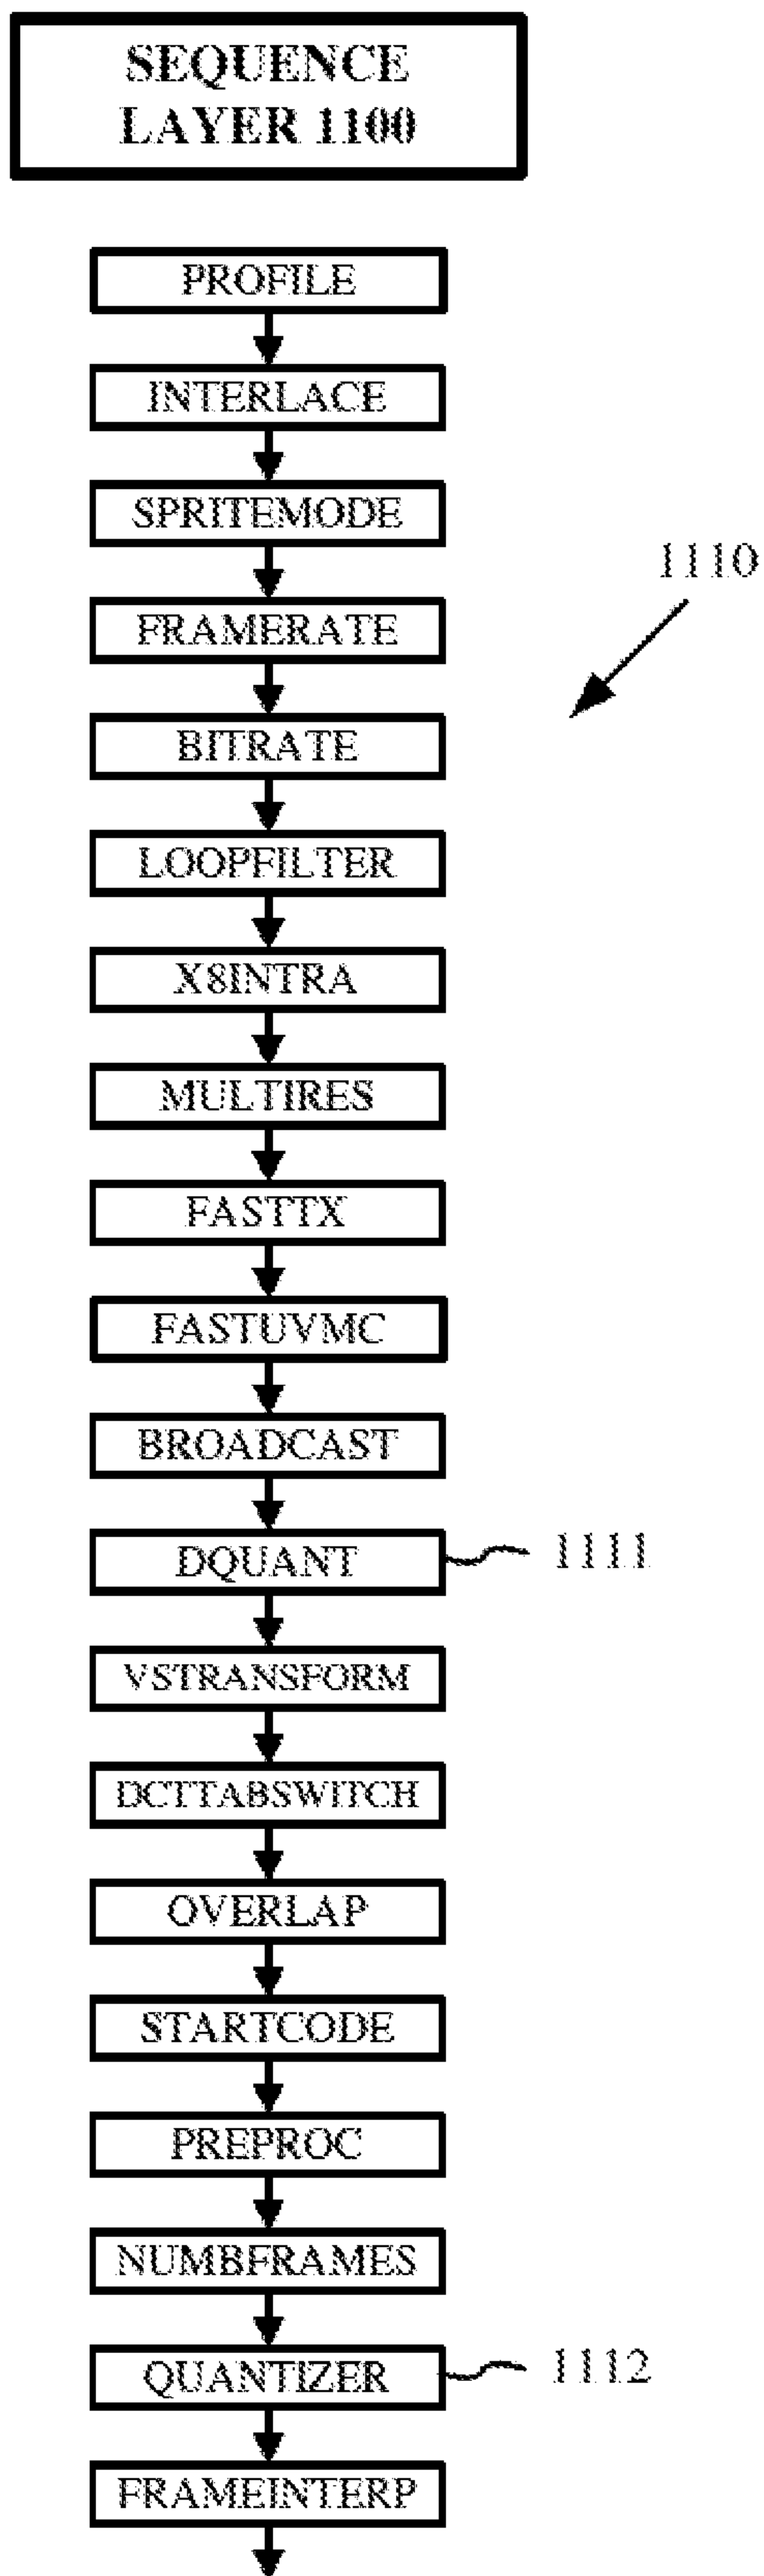 SEQUENCE
LAYER 1100
PROFILE
INTERLACE
SPRITEMODE
1110
FRAMERATE
BITRATE
LOOPFILTER
X8INTRA
MULTIRES
FASTTX
FASTUVMC
BROADCAST
DQUANT
1111
VSTRANSFORM
DCTTABSWITCH
OVERLAP
STARTCODE
PREPROC
NUMBFRAMES
QUANTIZER
1112
FRAMEINTERP